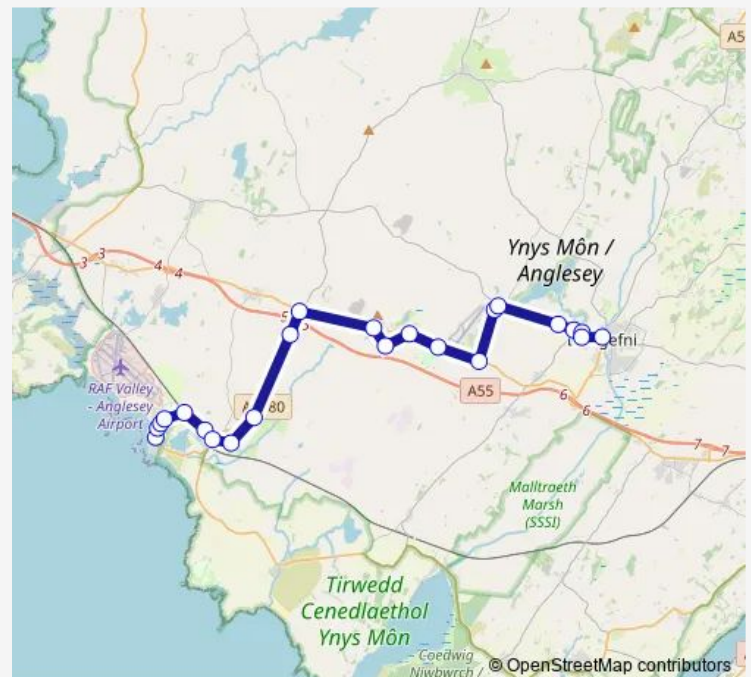 A5
Ynys Môn /
Anglesey
3
3
4
4
5
RAF Valley
- Anglesey
Airport
80
A55
6
6
7
7
gefni
Malltraeth
Marsh
(SSSI)
Tirwedd
Cenedlaethol
Ynys Môn
Coedwig
Niwbwrch /
© OpenStreetMap contributors